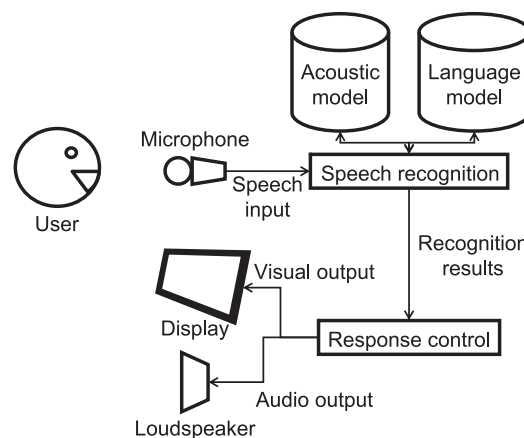 Acoustic
model
Language
model
Microphone
Speech
input
Speech recognition
User
Recognition
results
Visual output
Display
Response control
Audio output
Loudspeaker